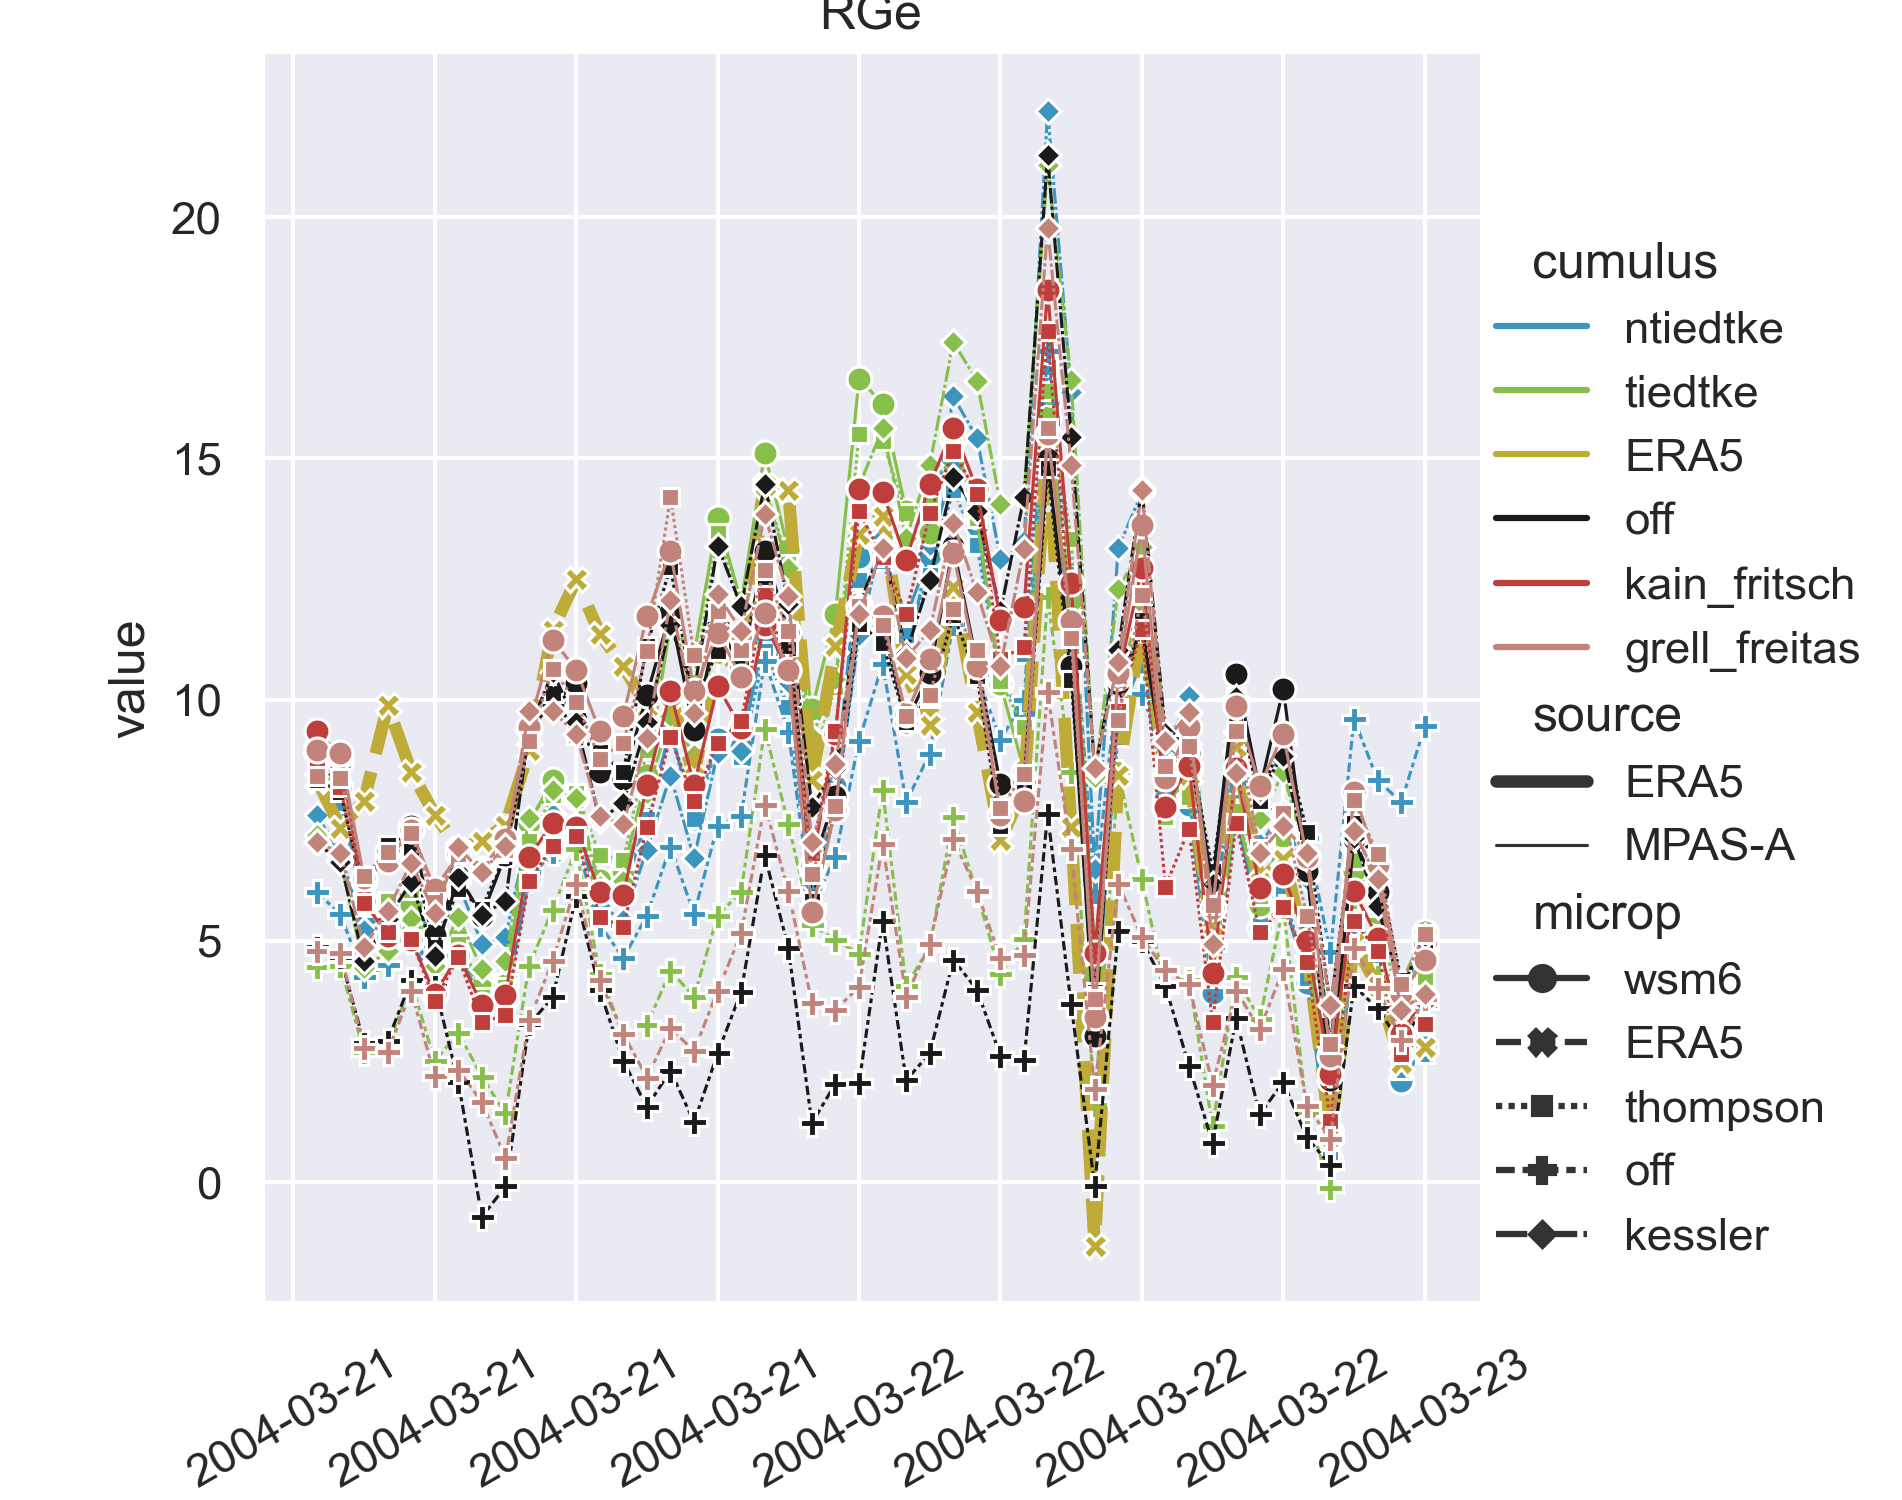 RGe
value
20
15
10
5
0
2004-03-21
2004-03-21
2004-03-21
2004-03-21
2004-03-22
2004-03-22
2004-03-22
2004-03-22
2004-03-23
cumulus
ntiedtke
tiedtke
ERA5
off
kain_fritsch
grell_freitas
source
ERA5
MPAS-A
microp
wsm6
ERA5
thompson
off
kessler